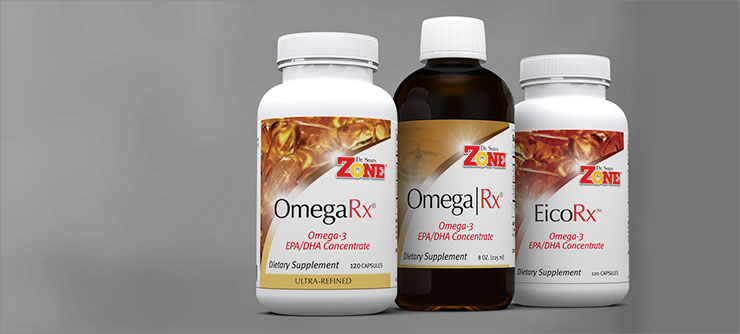 Dr. Sears
ZONE®
OmegaRx®
Omega-3
EPA/DHA Concentrate
Dietary Supplement 120 CAPSULES
ULTRA-REFINED
Dr. Sears
ZONE®
Omega|Rx®
Omega-3
EPA/DHA Concentrate
Dietary Supplement 8 OZ. (225 ml)
Dr. Sears
ZONE®
EicoRx™
Omega-3
EPA/DHA Concentrate
Dietary Supplement 120 CAPSULES